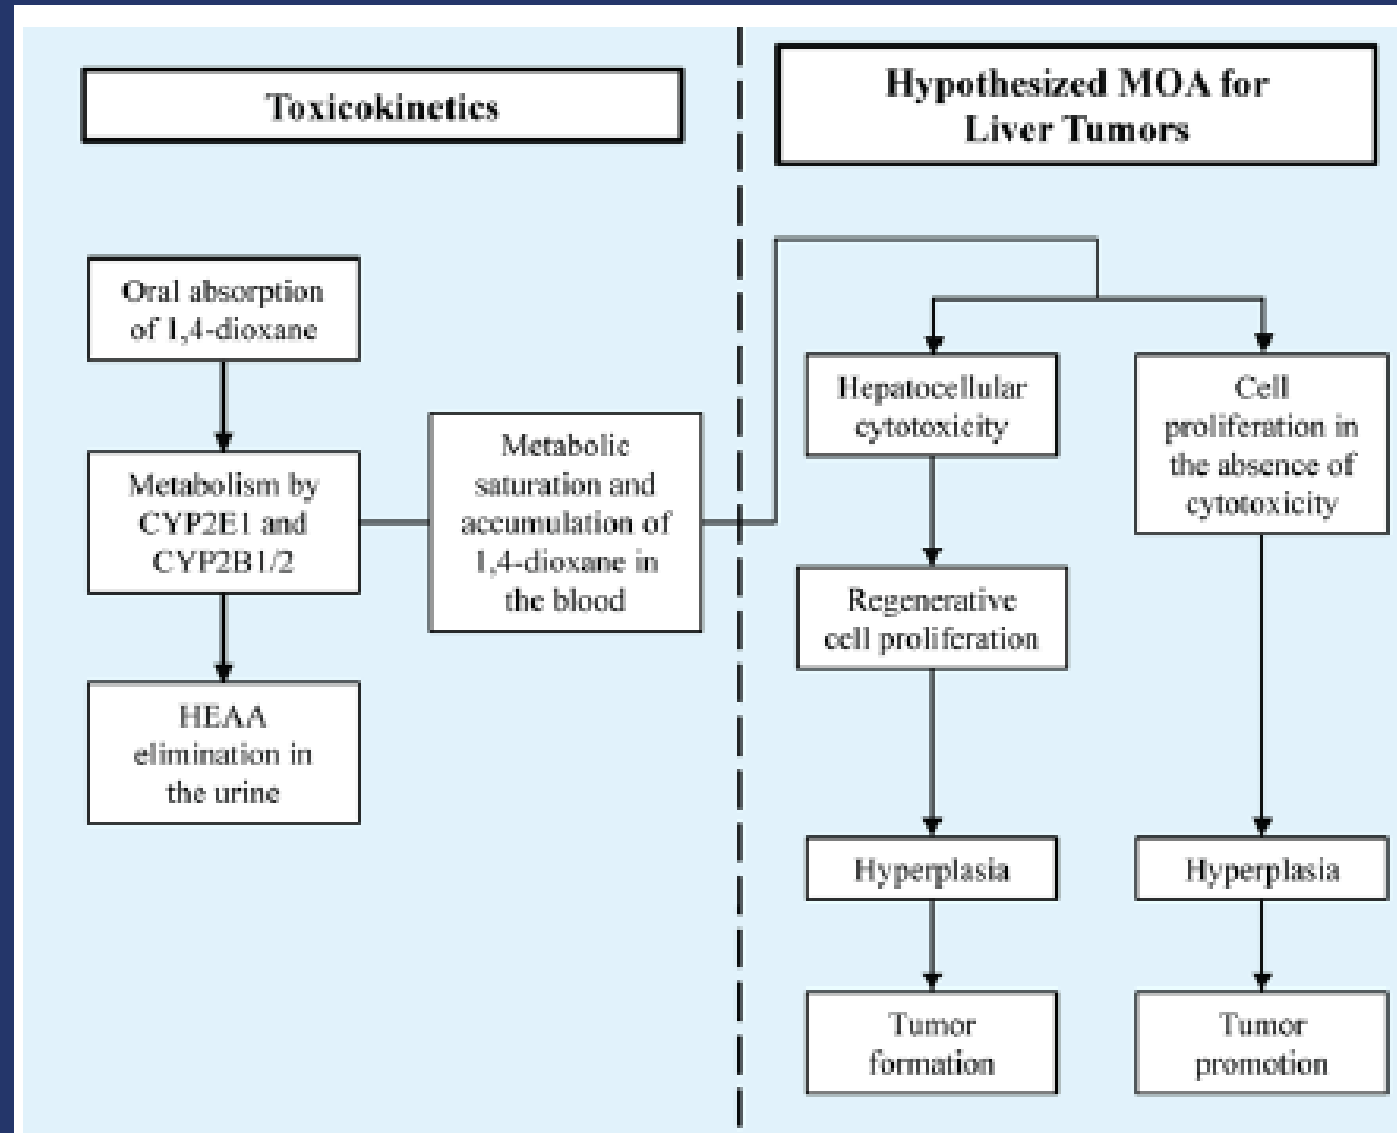 Toxicokinetics
Hypothesized MOA for
Liver Tumors
Oral absorption
of 1,4-dioxane
Metabolism by
CYP2E1 and
CYP2B1/2
HEAA
elimination in
the urine
Metabolic
saturation and
accumulation of
1,4-dioxane in
the blood
Hepatocellular
cytotoxicity
Regenerative
cell proliferation
Hyperplasia
Tumor
formation
Cell
proliferation in
the absence of
cytotoxicity
Hyperplasia
Tumor
promotion